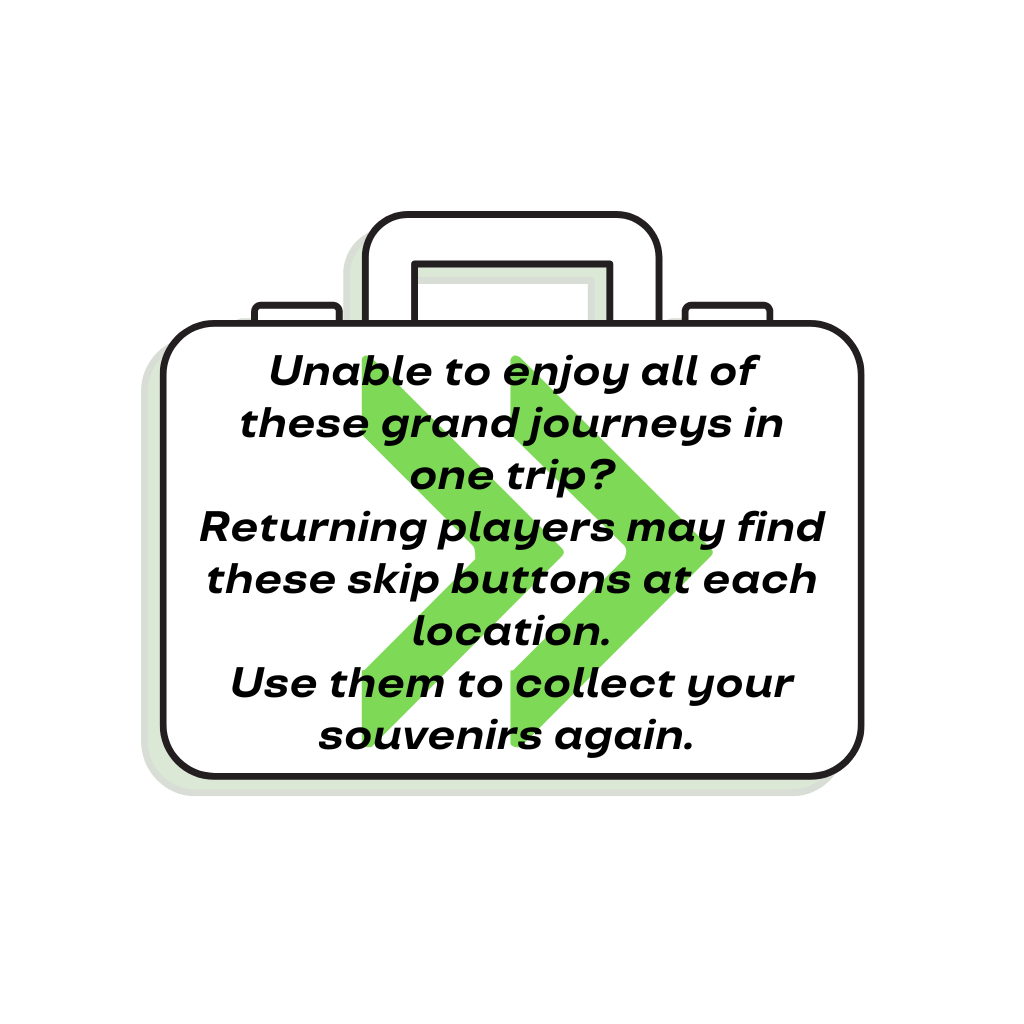 Unable to enjoy all of
these grand journeys in
one trip?
Returning players may find
these skip buttons at each
location.
Use them to collect your
souvenirs again.